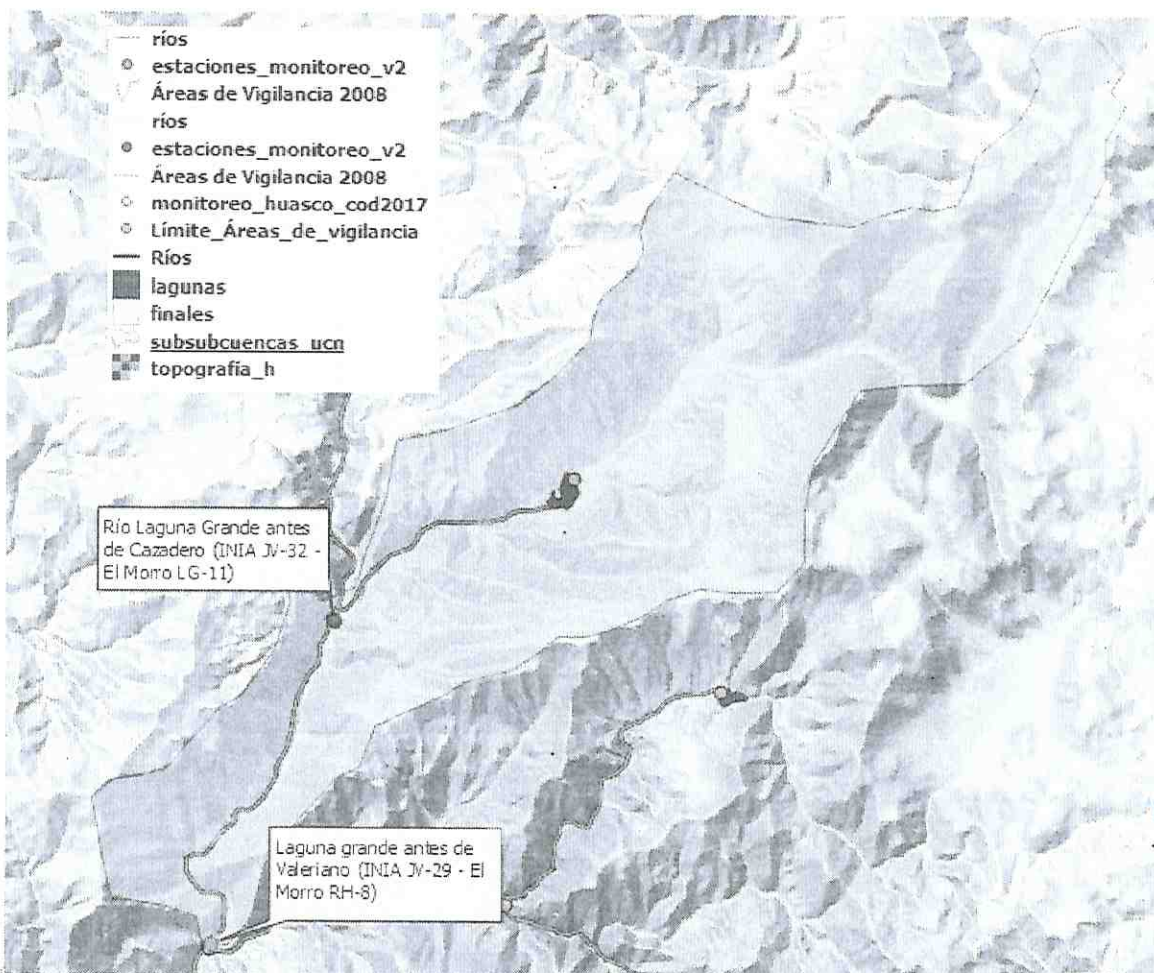 ríos
estaciones_monitoreo_v2
Áreas de Vigilancia 2008
ríos
estaciones_monitoreo_v2
Áreas de Vigilancia 2008
monitoreo_huasco_cod2017
Límite_Áreas_de_vigilancia
Ríos
lagunas
finales
subsubcuencas_ucn
topografía_h
Río Laguna Grande antes
de Cazadero (INIA JV-32 -
El Morro LG-11)
Laguna grande antes de
Valeriano (INIA JV-29 - El
Morro RH-8)